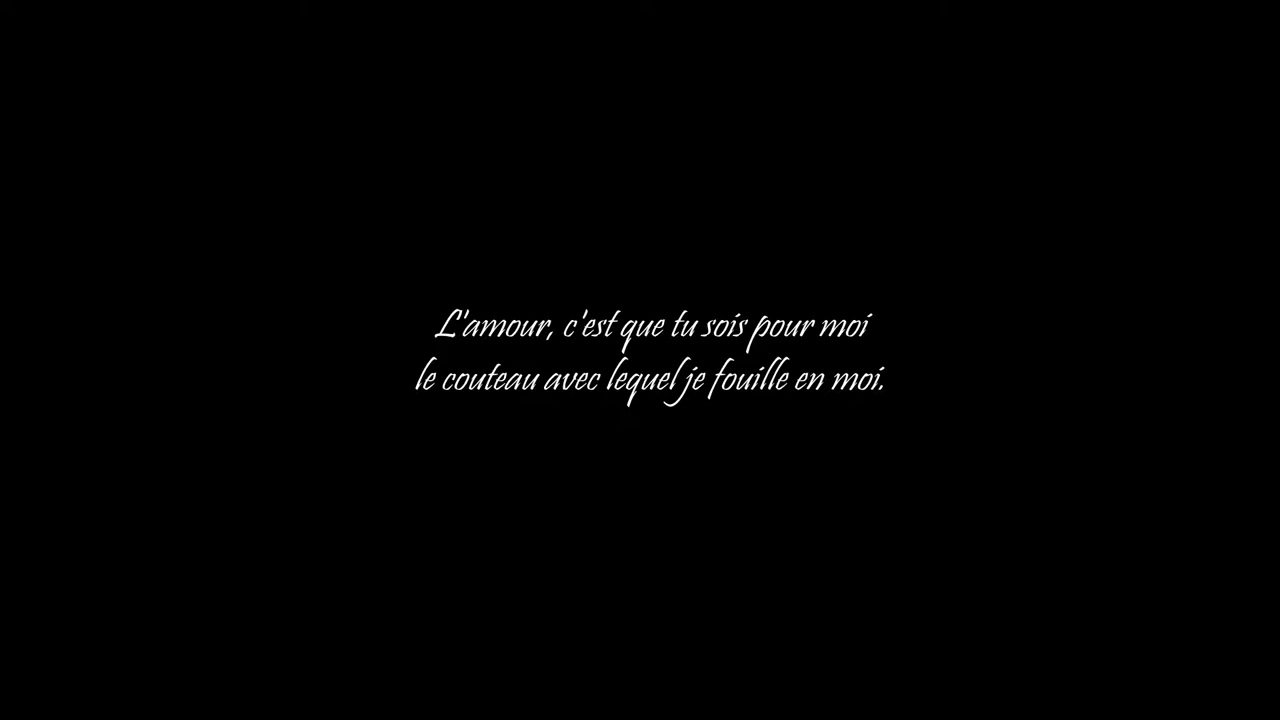 L'amour, c'est que tu sois pour moi
le couteau avec lequel je fouille en moi.